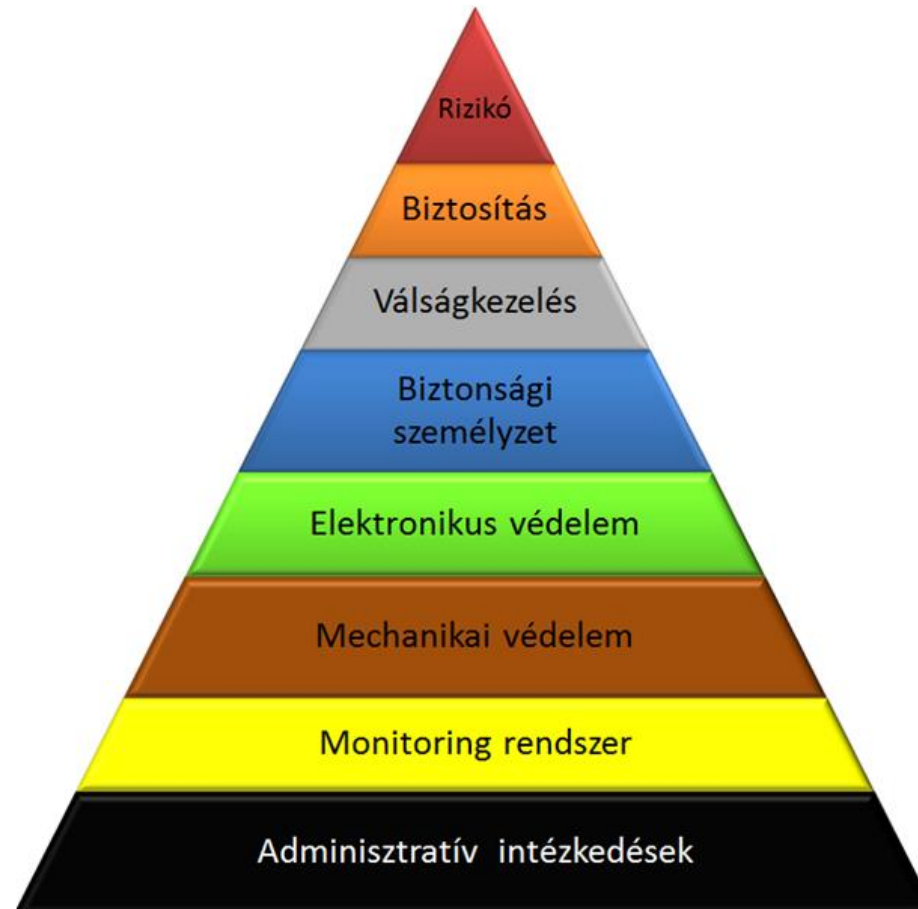 Rizikó
Biztosítás
Válságkezelés
Biztonsági
személyzet
Elektronikus védelem
Mechanikai védelem
Monitoring rendszer
Adminisztratív intézkedések